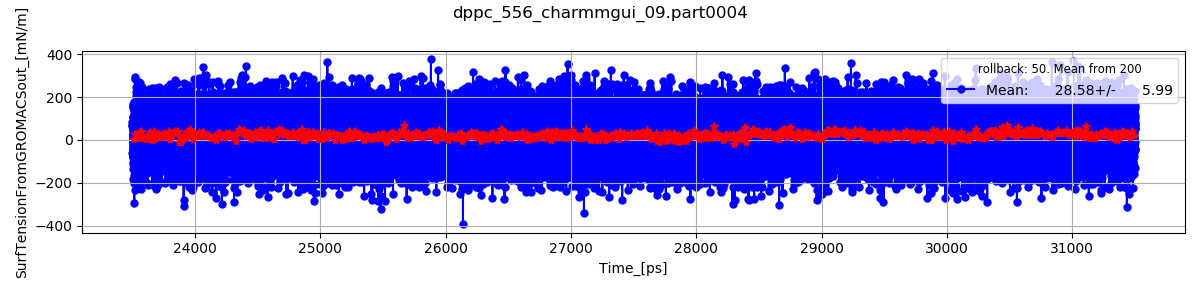 dppc_556_charmmgui_09.part0004
SurfTensionFromGROMACSout_[mN/m]
400
200
0
−200
−400
rollback: 50. Mean from 200
Mean: 28.58+/- 5.99
24000 25000 26000 27000 28000 29000 30000 31000
Time_[ps]